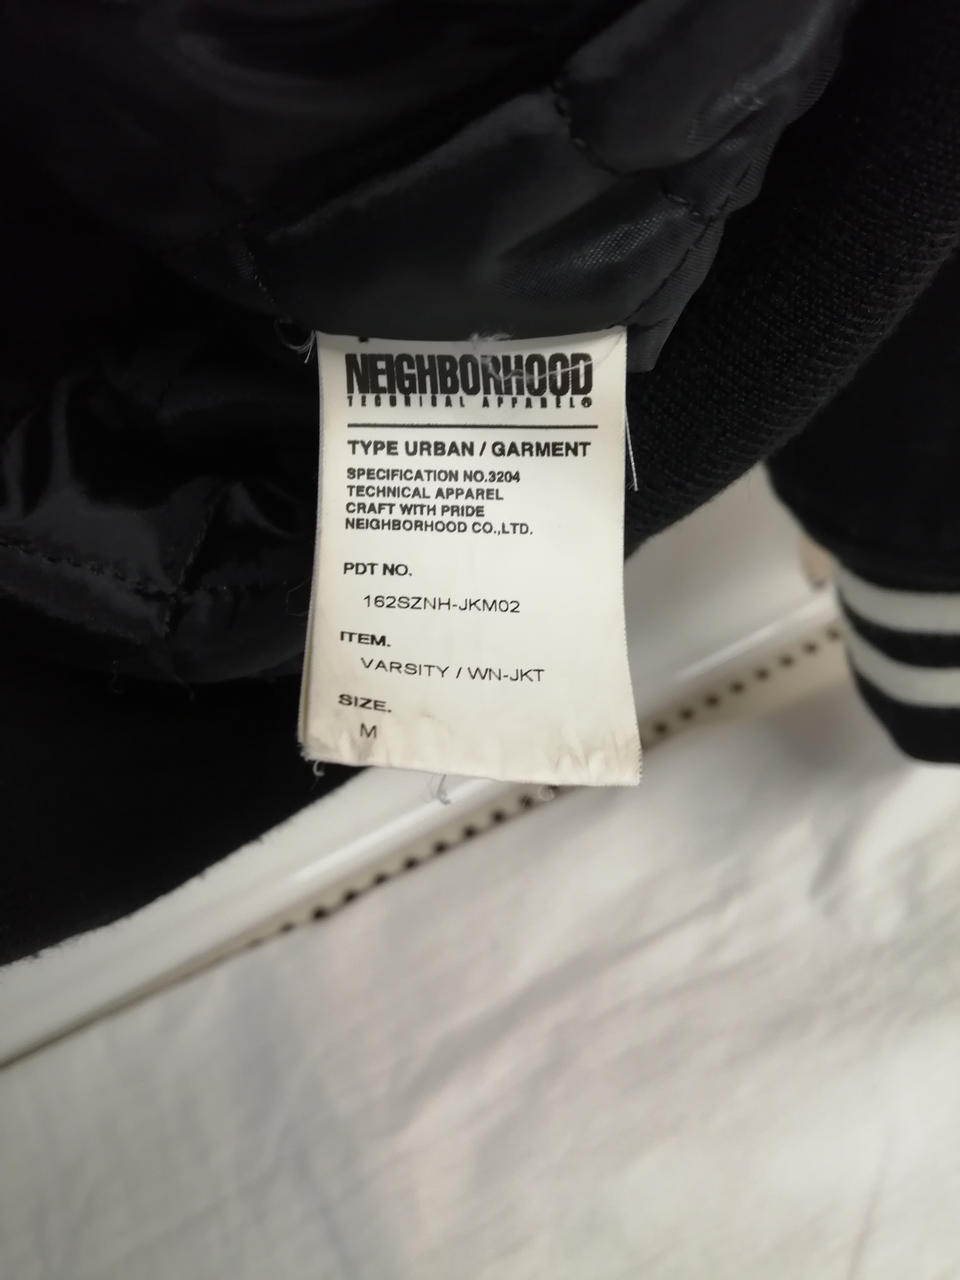 NEIGHBORHOOD
TECHNICAL APPAREL®
TYPE URBAN / GARMENT
SPECIFICATION NO.3204
TECHNICAL APPAREL
CRAFT WITH PRIDE
NEIGHBORHOOD CO.,LTD.
PDT NO.
162SZNH-JKM02
ITEM.
VARSITY / WN-JKT
SIZE.
M